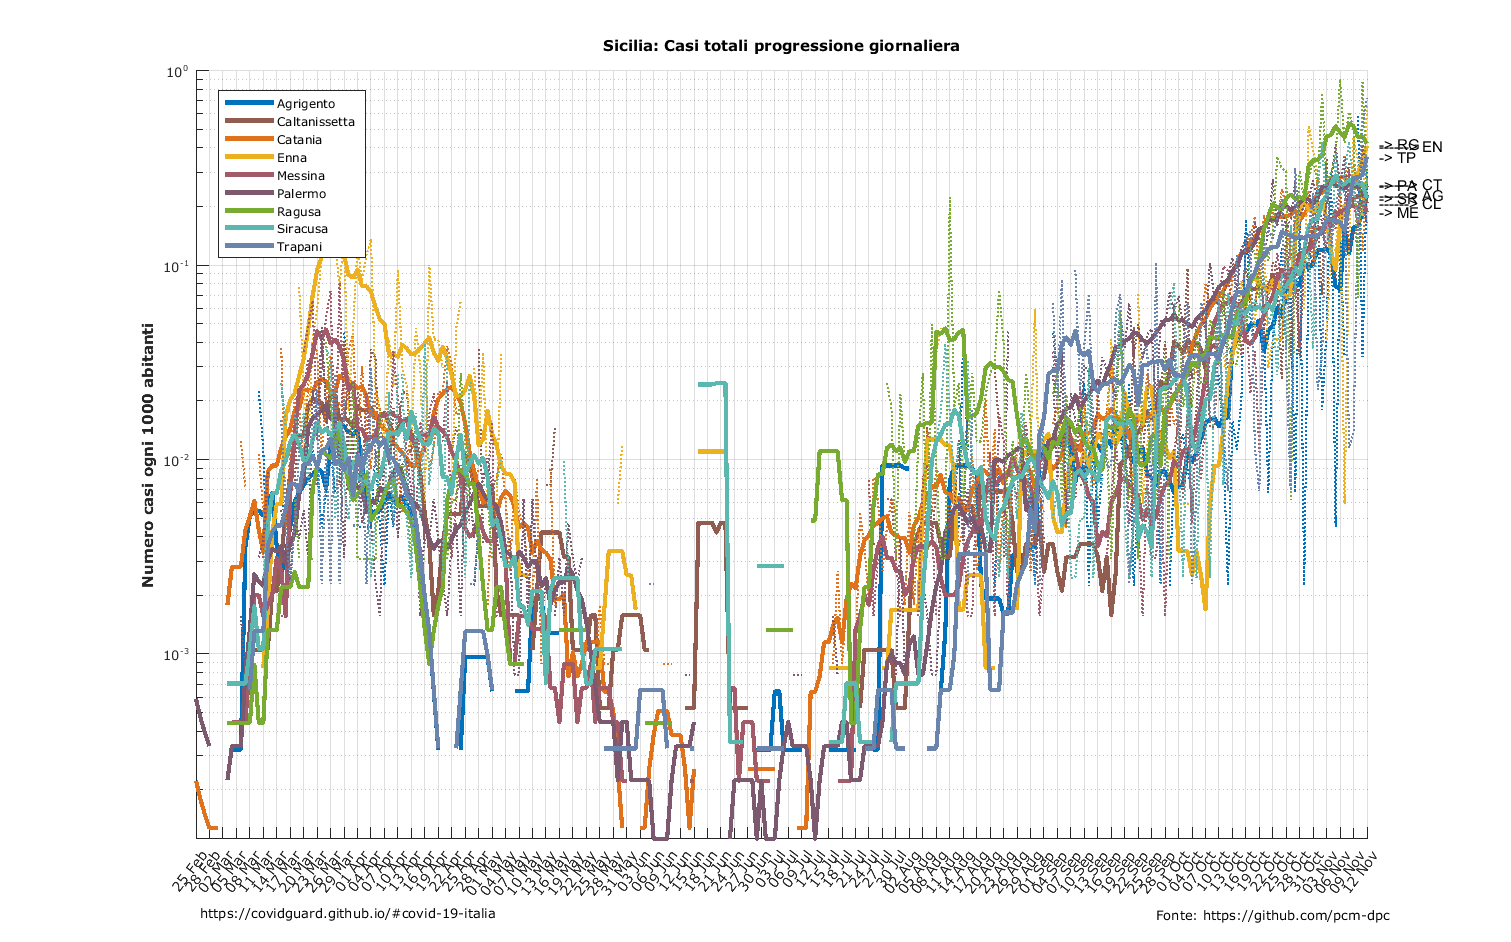 Sicilia: Casi totali progressione giornaliera
Numero casi ogni 1000 abitanti
10⁰
10⁻¹
10⁻²
10⁻³
Agrigento
Caltanissetta
Catania
Enna
Messina
Palermo
Ragusa
Siracusa
Trapani
-> RG
EN
-> TP
-> PA
CT
AG
-> SR
CL
-> ME
25 Feb
28 Feb
02 Mar
05 Mar
08 Mar
11 Mar
14 Mar
17 Mar
20 Mar
23 Mar
26 Mar
29 Mar
01 Apr
04 Apr
07 Apr
10 Apr
13 Apr
16 Apr
19 Apr
22 Apr
25 Apr
28 Apr
01 May
04 May
07 May
10 May
13 May
16 May
19 May
22 May
25 May
28 May
31 May
03 Jun
06 Jun
09 Jun
12 Jun
15 Jun
18 Jun
21 Jun
24 Jun
27 Jun
30 Jun
03 Jul
06 Jul
09 Jul
12 Jul
15 Jul
18 Jul
21 Jul
24 Jul
27 Jul
30 Jul
02 Aug
05 Aug
08 Aug
11 Aug
14 Aug
17 Aug
20 Aug
23 Aug
26 Aug
29 Aug
01 Sep
04 Sep
07 Sep
10 Sep
13 Sep
16 Sep
19 Sep
22 Sep
25 Sep
28 Sep
01 Oct
04 Oct
07 Oct
10 Oct
13 Oct
16 Oct
19 Oct
22 Oct
25 Oct
28 Oct
31 Oct
03 Nov
06 Nov
09 Nov
12 Nov
https://covidguard.github.io/#covid-19-italia
Fonte: https://github.com/pcm-dpc